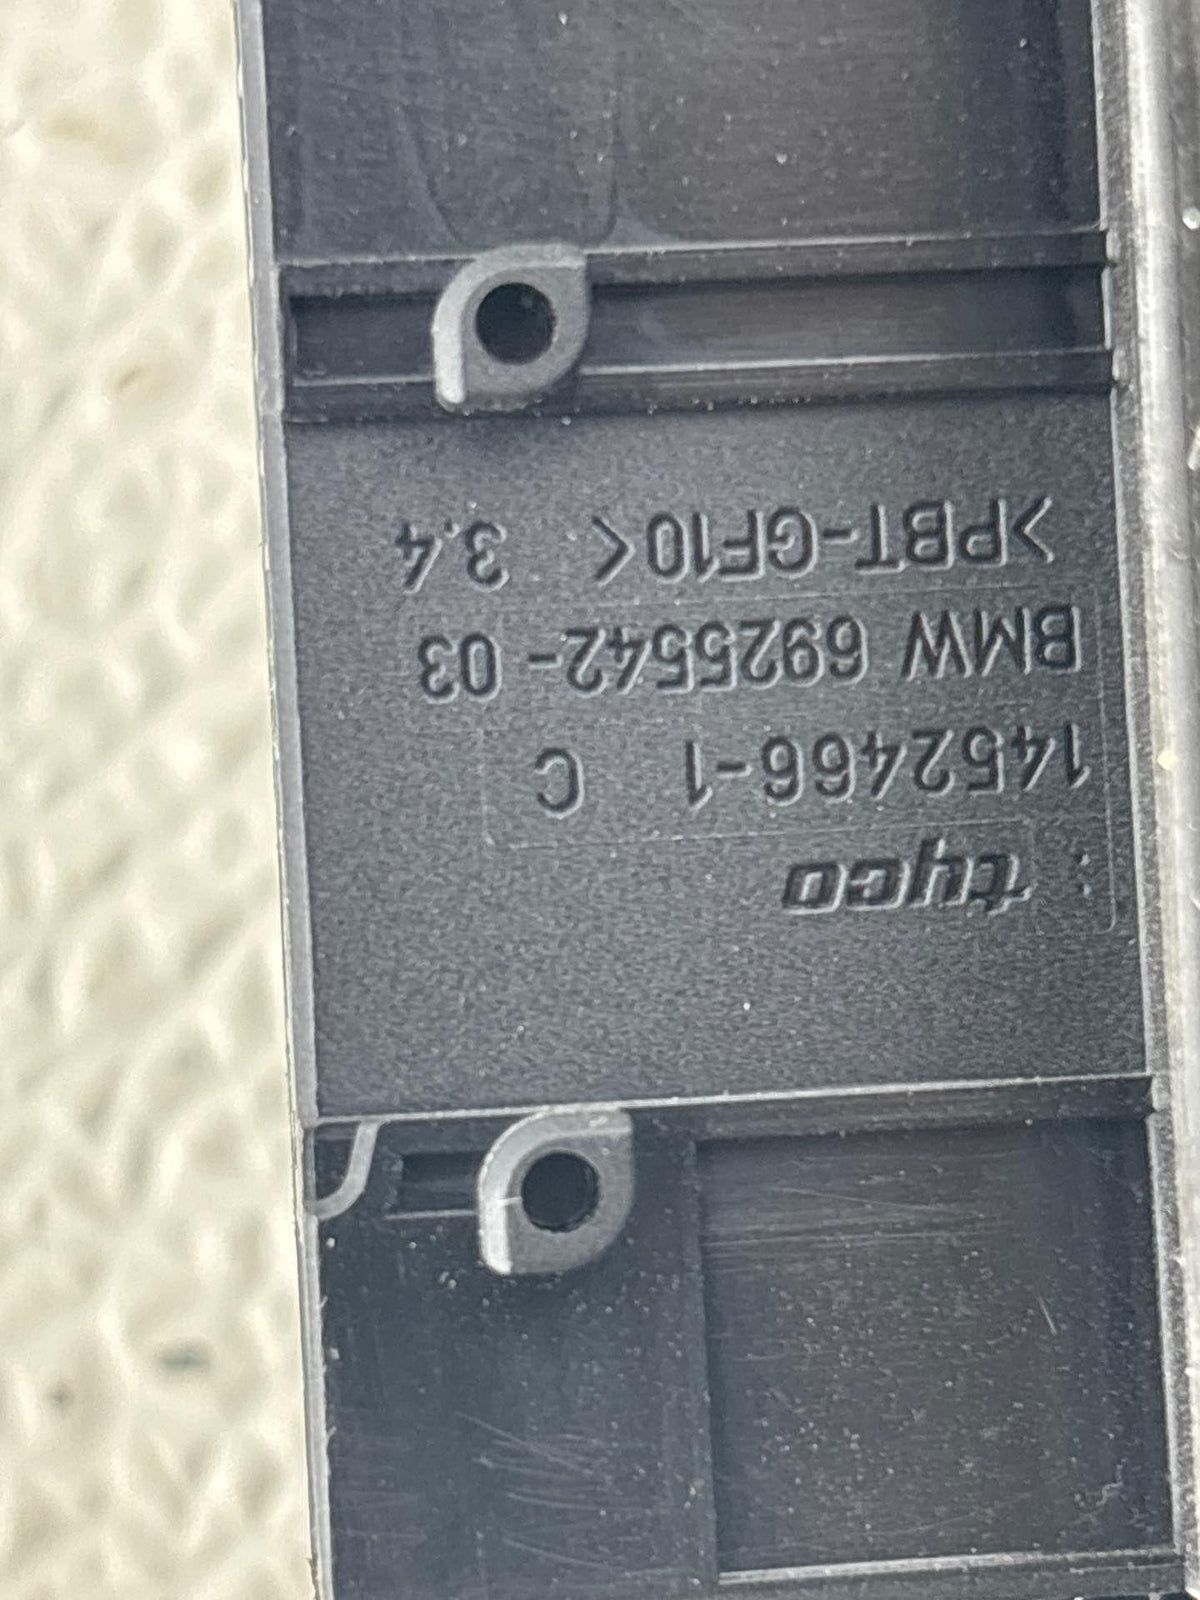 tyco
1452466-1 C
BMW 6925542-03
>PBT-GF10< 3.4